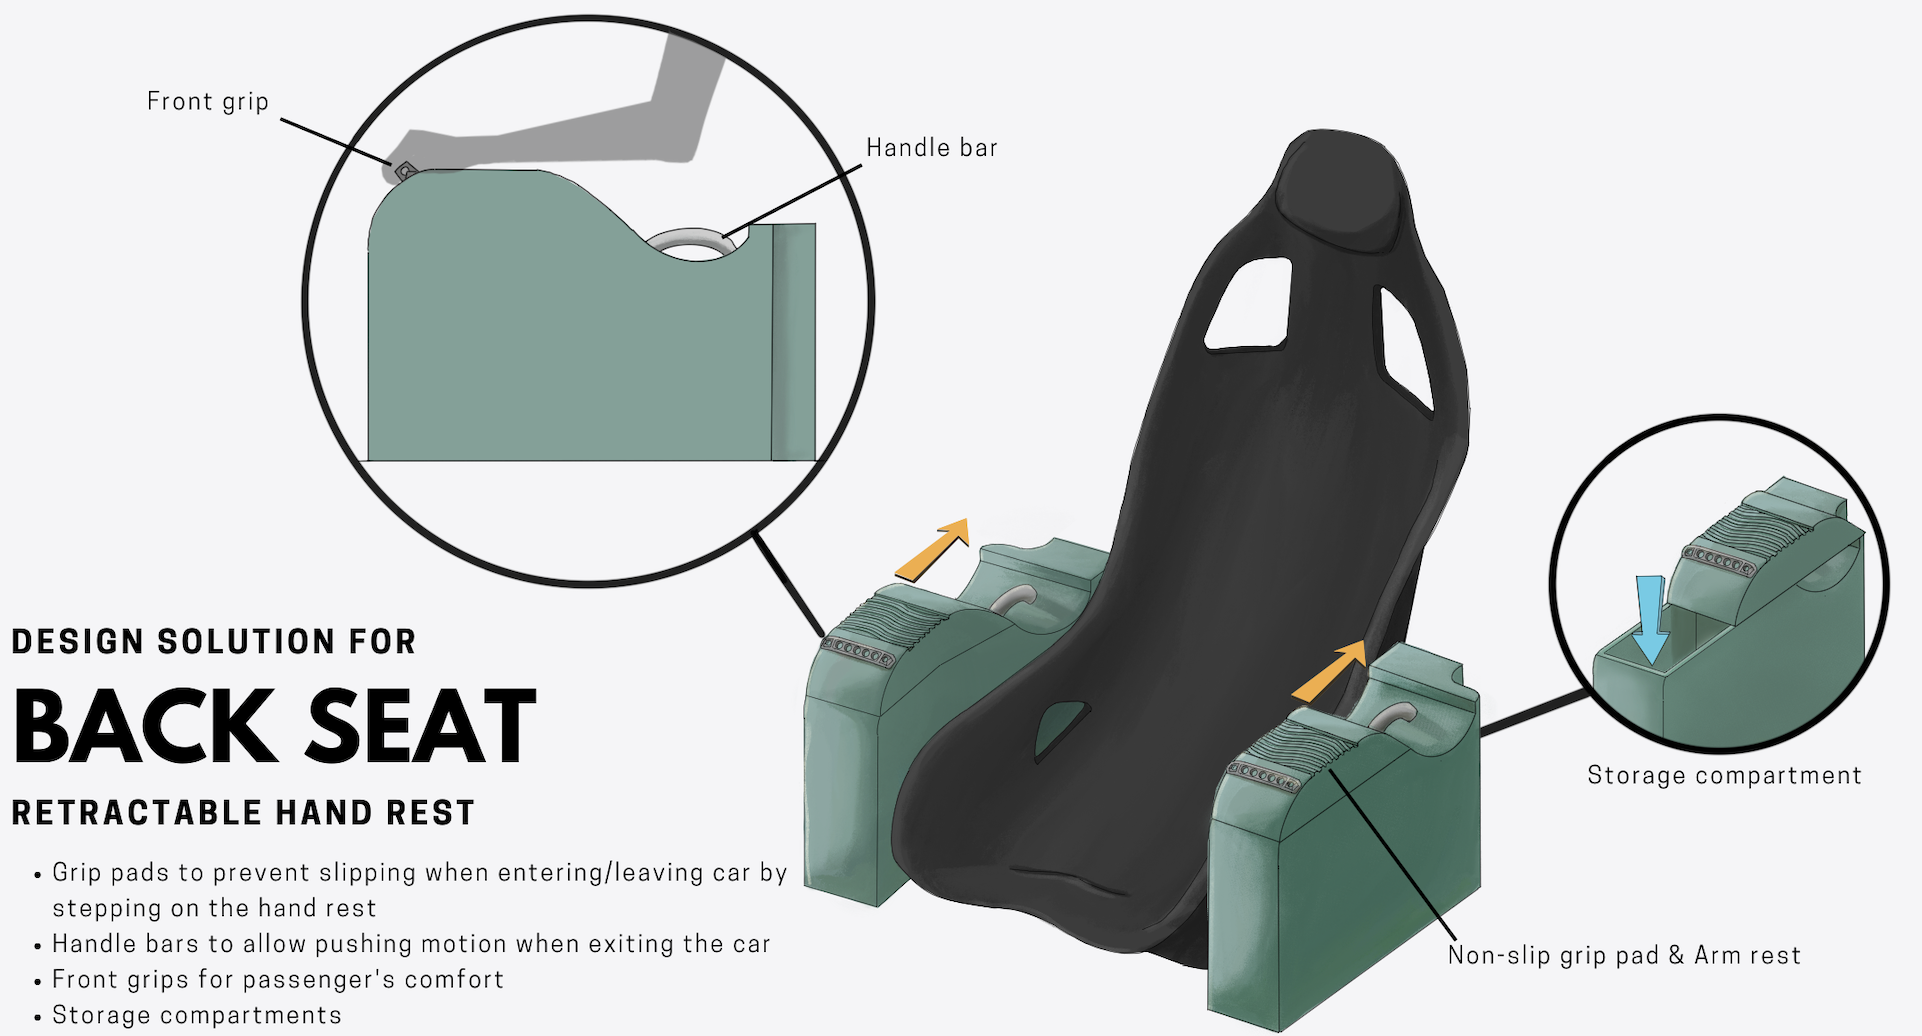 Front grip
Handle bar
DESIGN SOLUTION FOR
BACK SEAT
RETRACTABLE HAND REST
• Grip pads to prevent slipping when entering/leaving car by
stepping on the hand rest
• Handle bars to allow pushing motion when exiting the car
• Front grips for passenger's comfort
• Storage compartments
Storage compartment
Non-slip grip pad & Arm rest